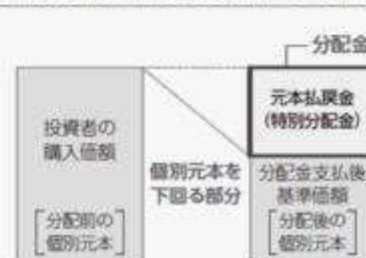 分配金
元本払戻金
(特別分配金)
投資者の
購入価額
個別元本を
下回る部分
分配金支払後
基準価額
分配前の
個別元本
分配後の
個別元本